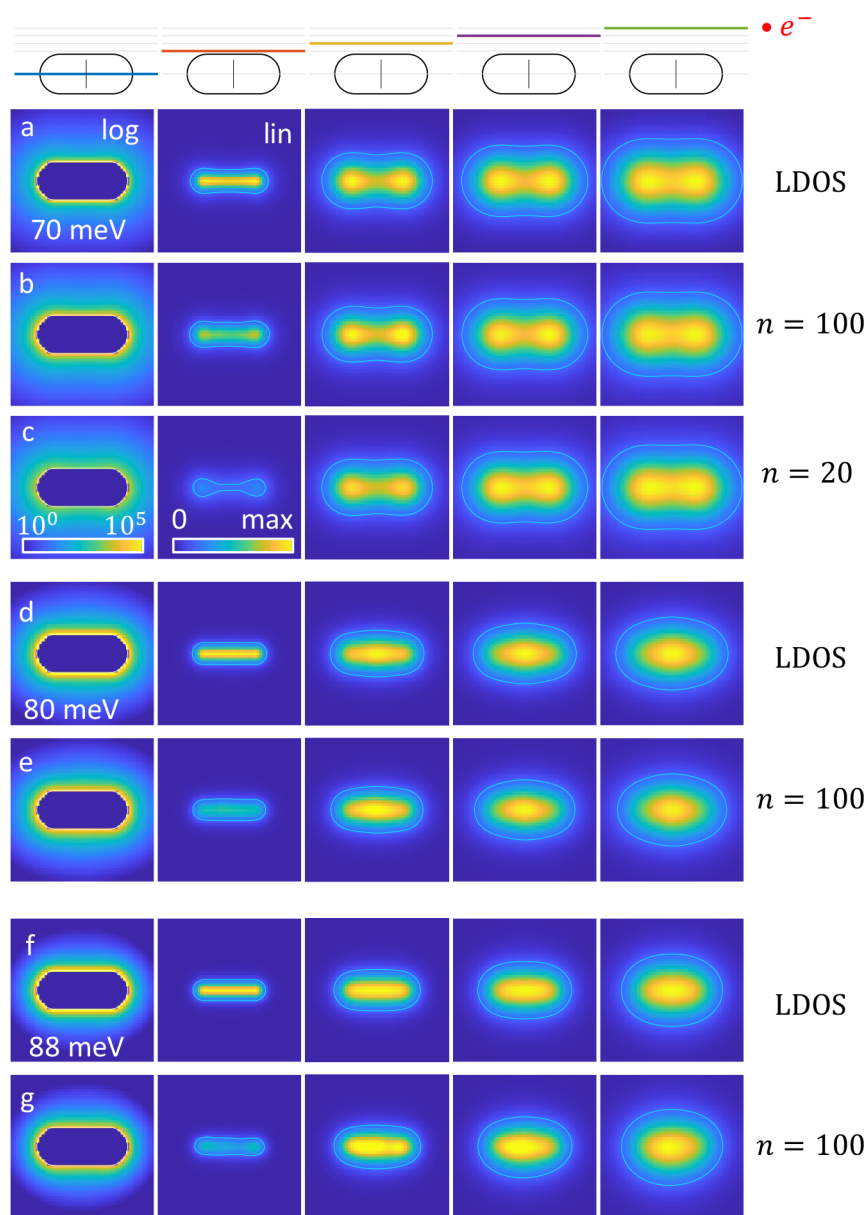 • e⁻
a log lin
70 meV
LDOS
b
n = 100
c
n = 20
10⁰ 10⁵ 0 max
d
80 meV
LDOS
e
n = 100
f
88 meV
LDOS
g
n = 100